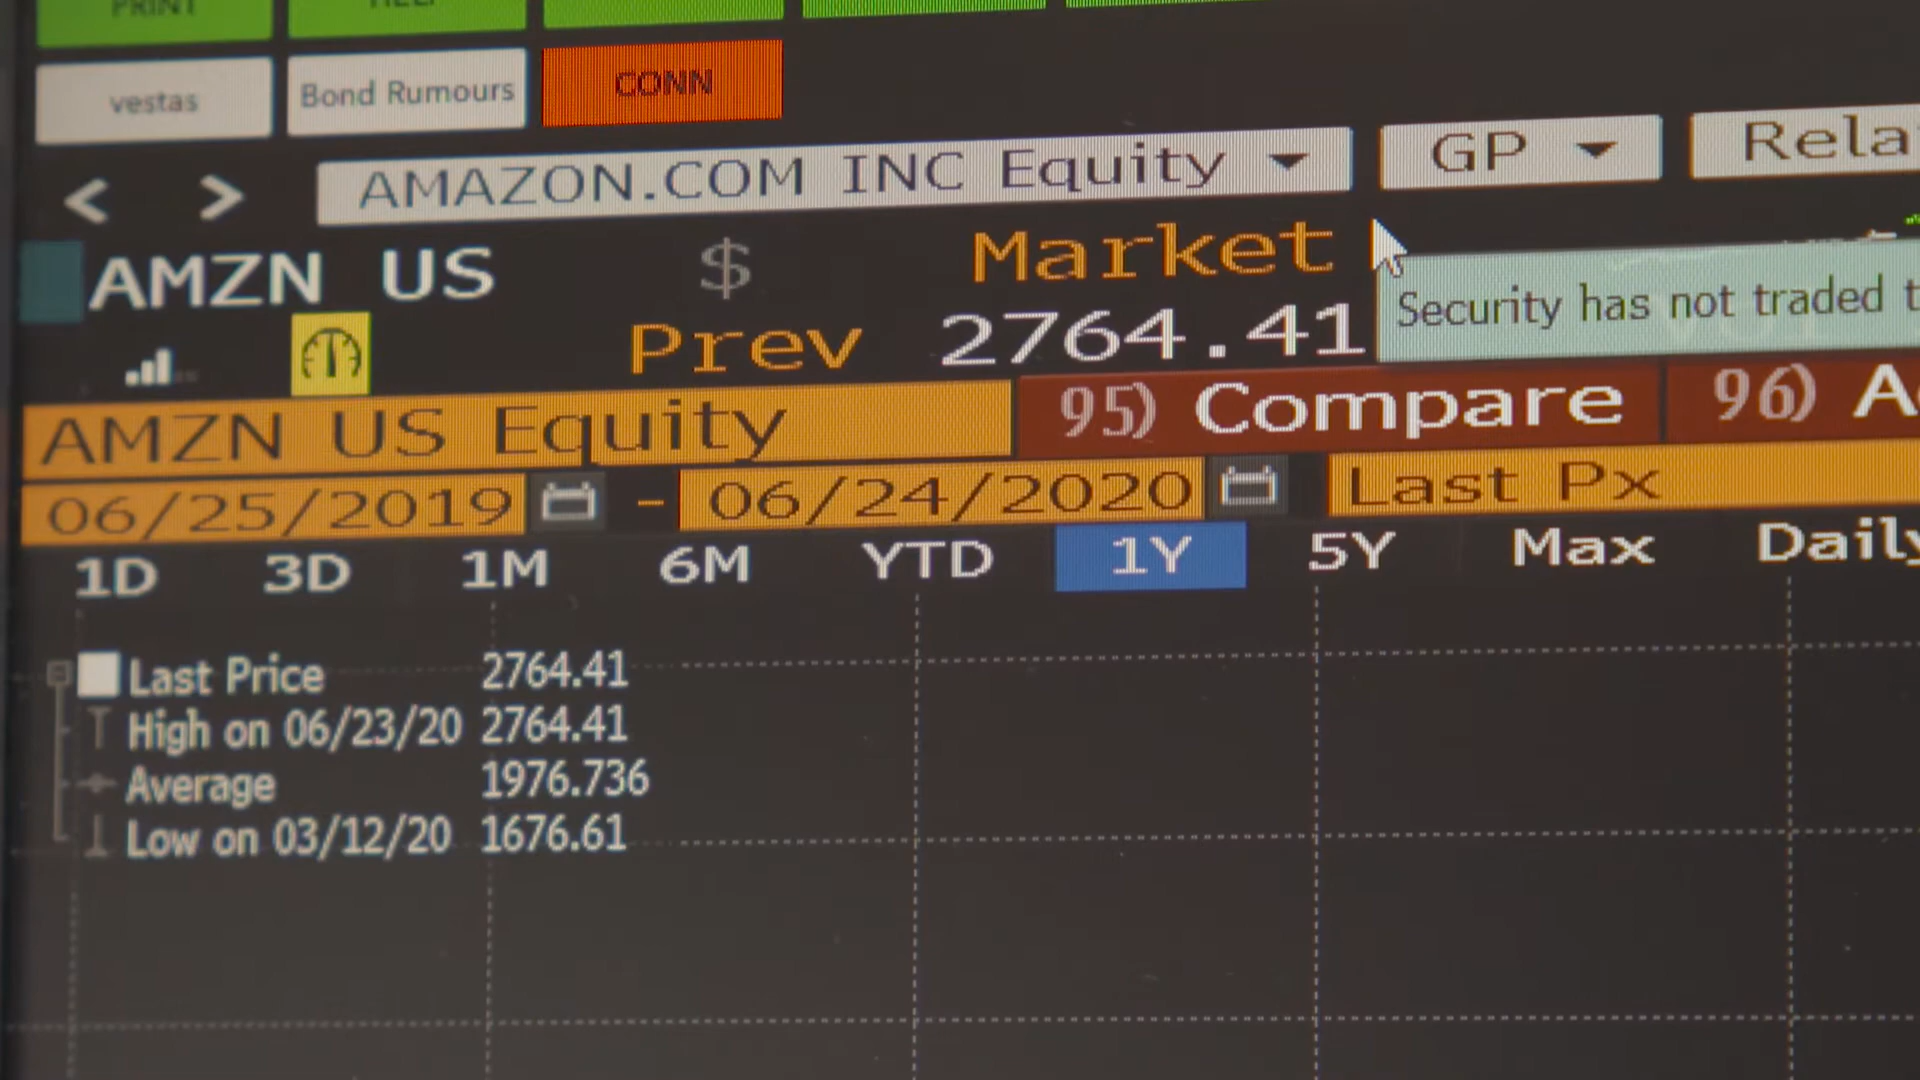 PRINT HELP
vestas Bond Rumours CONN
< > AMAZON.COM INC Equity GP Rela
AMZN US $ Market
Security has not traded t
Prev 2764.41
AMZN US Equity 95) Compare 96) A
06/25/2019 - 06/24/2020 Last Px
1D 3D 1M 6M YTD 1Y 5Y Max Daily
Last Price 2764.41
High on 06/23/20 2764.41
Average 1976.736
Low on 03/12/20 1676.61